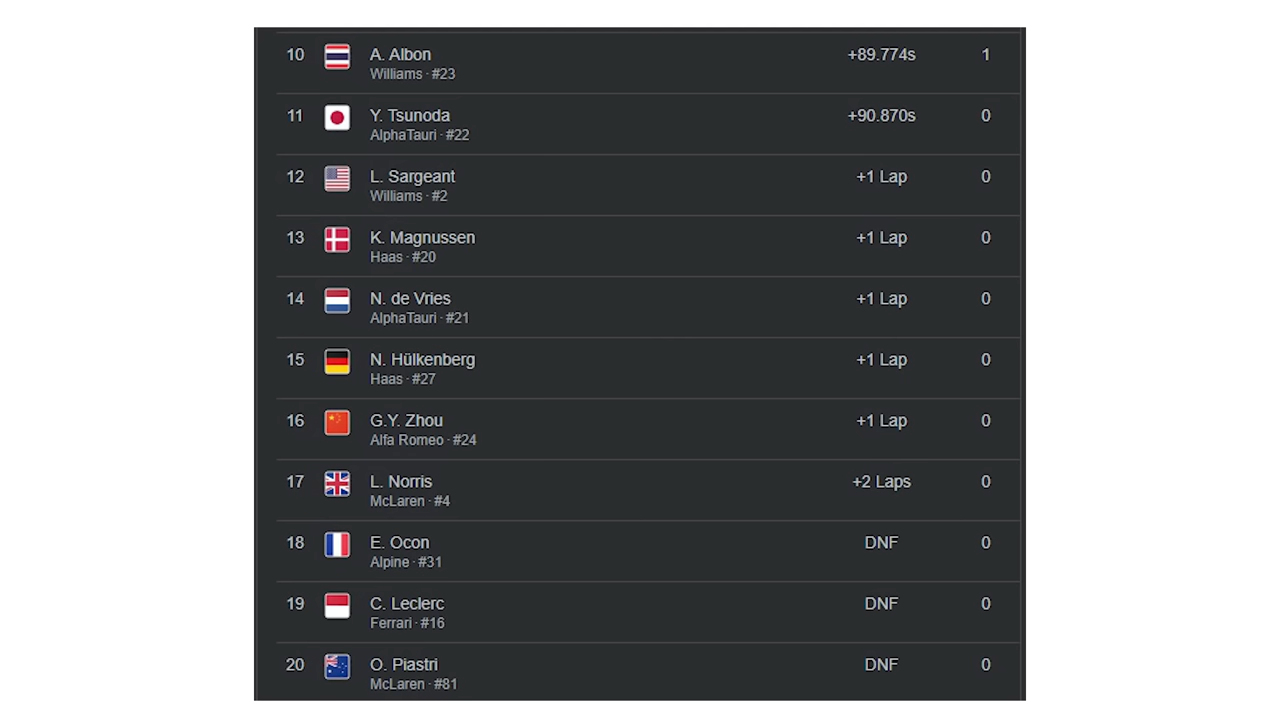 10 A. Albon +89.774s 1
Williams · #23
11 Y. Tsunoda +90.870s 0
AlphaTauri · #22
12 L. Sargeant +1 Lap 0
Williams · #2
13 K. Magnussen +1 Lap 0
Haas · #20
14 N. de Vries +1 Lap 0
AlphaTauri · #21
15 N. Hülkenberg +1 Lap 0
Haas · #27
16 G.Y. Zhou +1 Lap 0
Alfa Romeo · #24
17 L. Norris +2 Laps 0
McLaren · #4
18 E. Ocon DNF 0
Alpine · #31
19 C. Leclerc DNF 0
Ferrari · #16
20 O. Piastri DNF 0
McLaren · #81